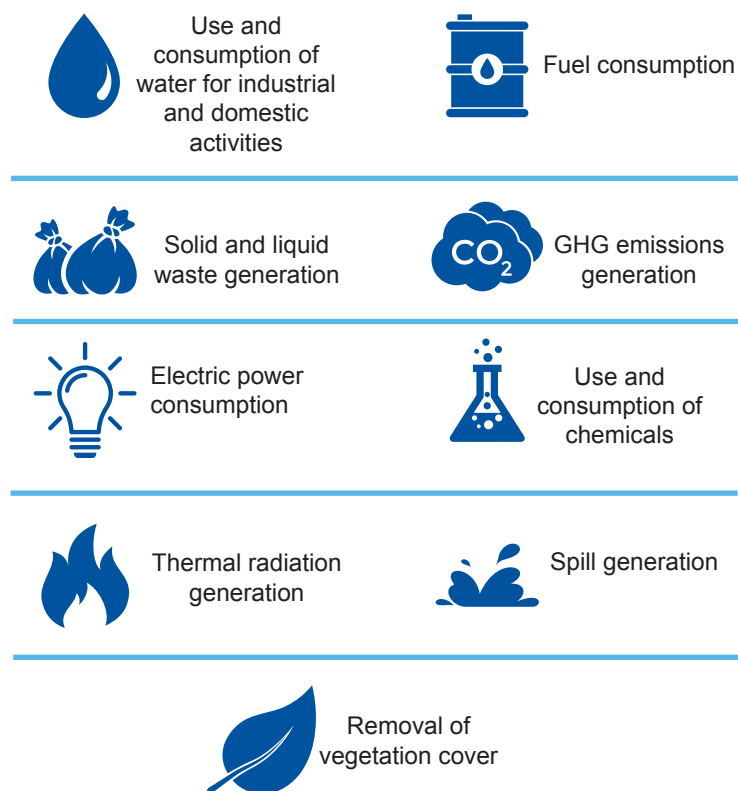 Use and
consumption of
water for industrial
and domestic
activities
Fuel consumption
Solid and liquid
waste generation
CO2
GHG emissions
generation
Electric power
consumption
Use and
consumption of
chemicals
Thermal radiation
generation
Spill generation
Removal of
vegetation cover